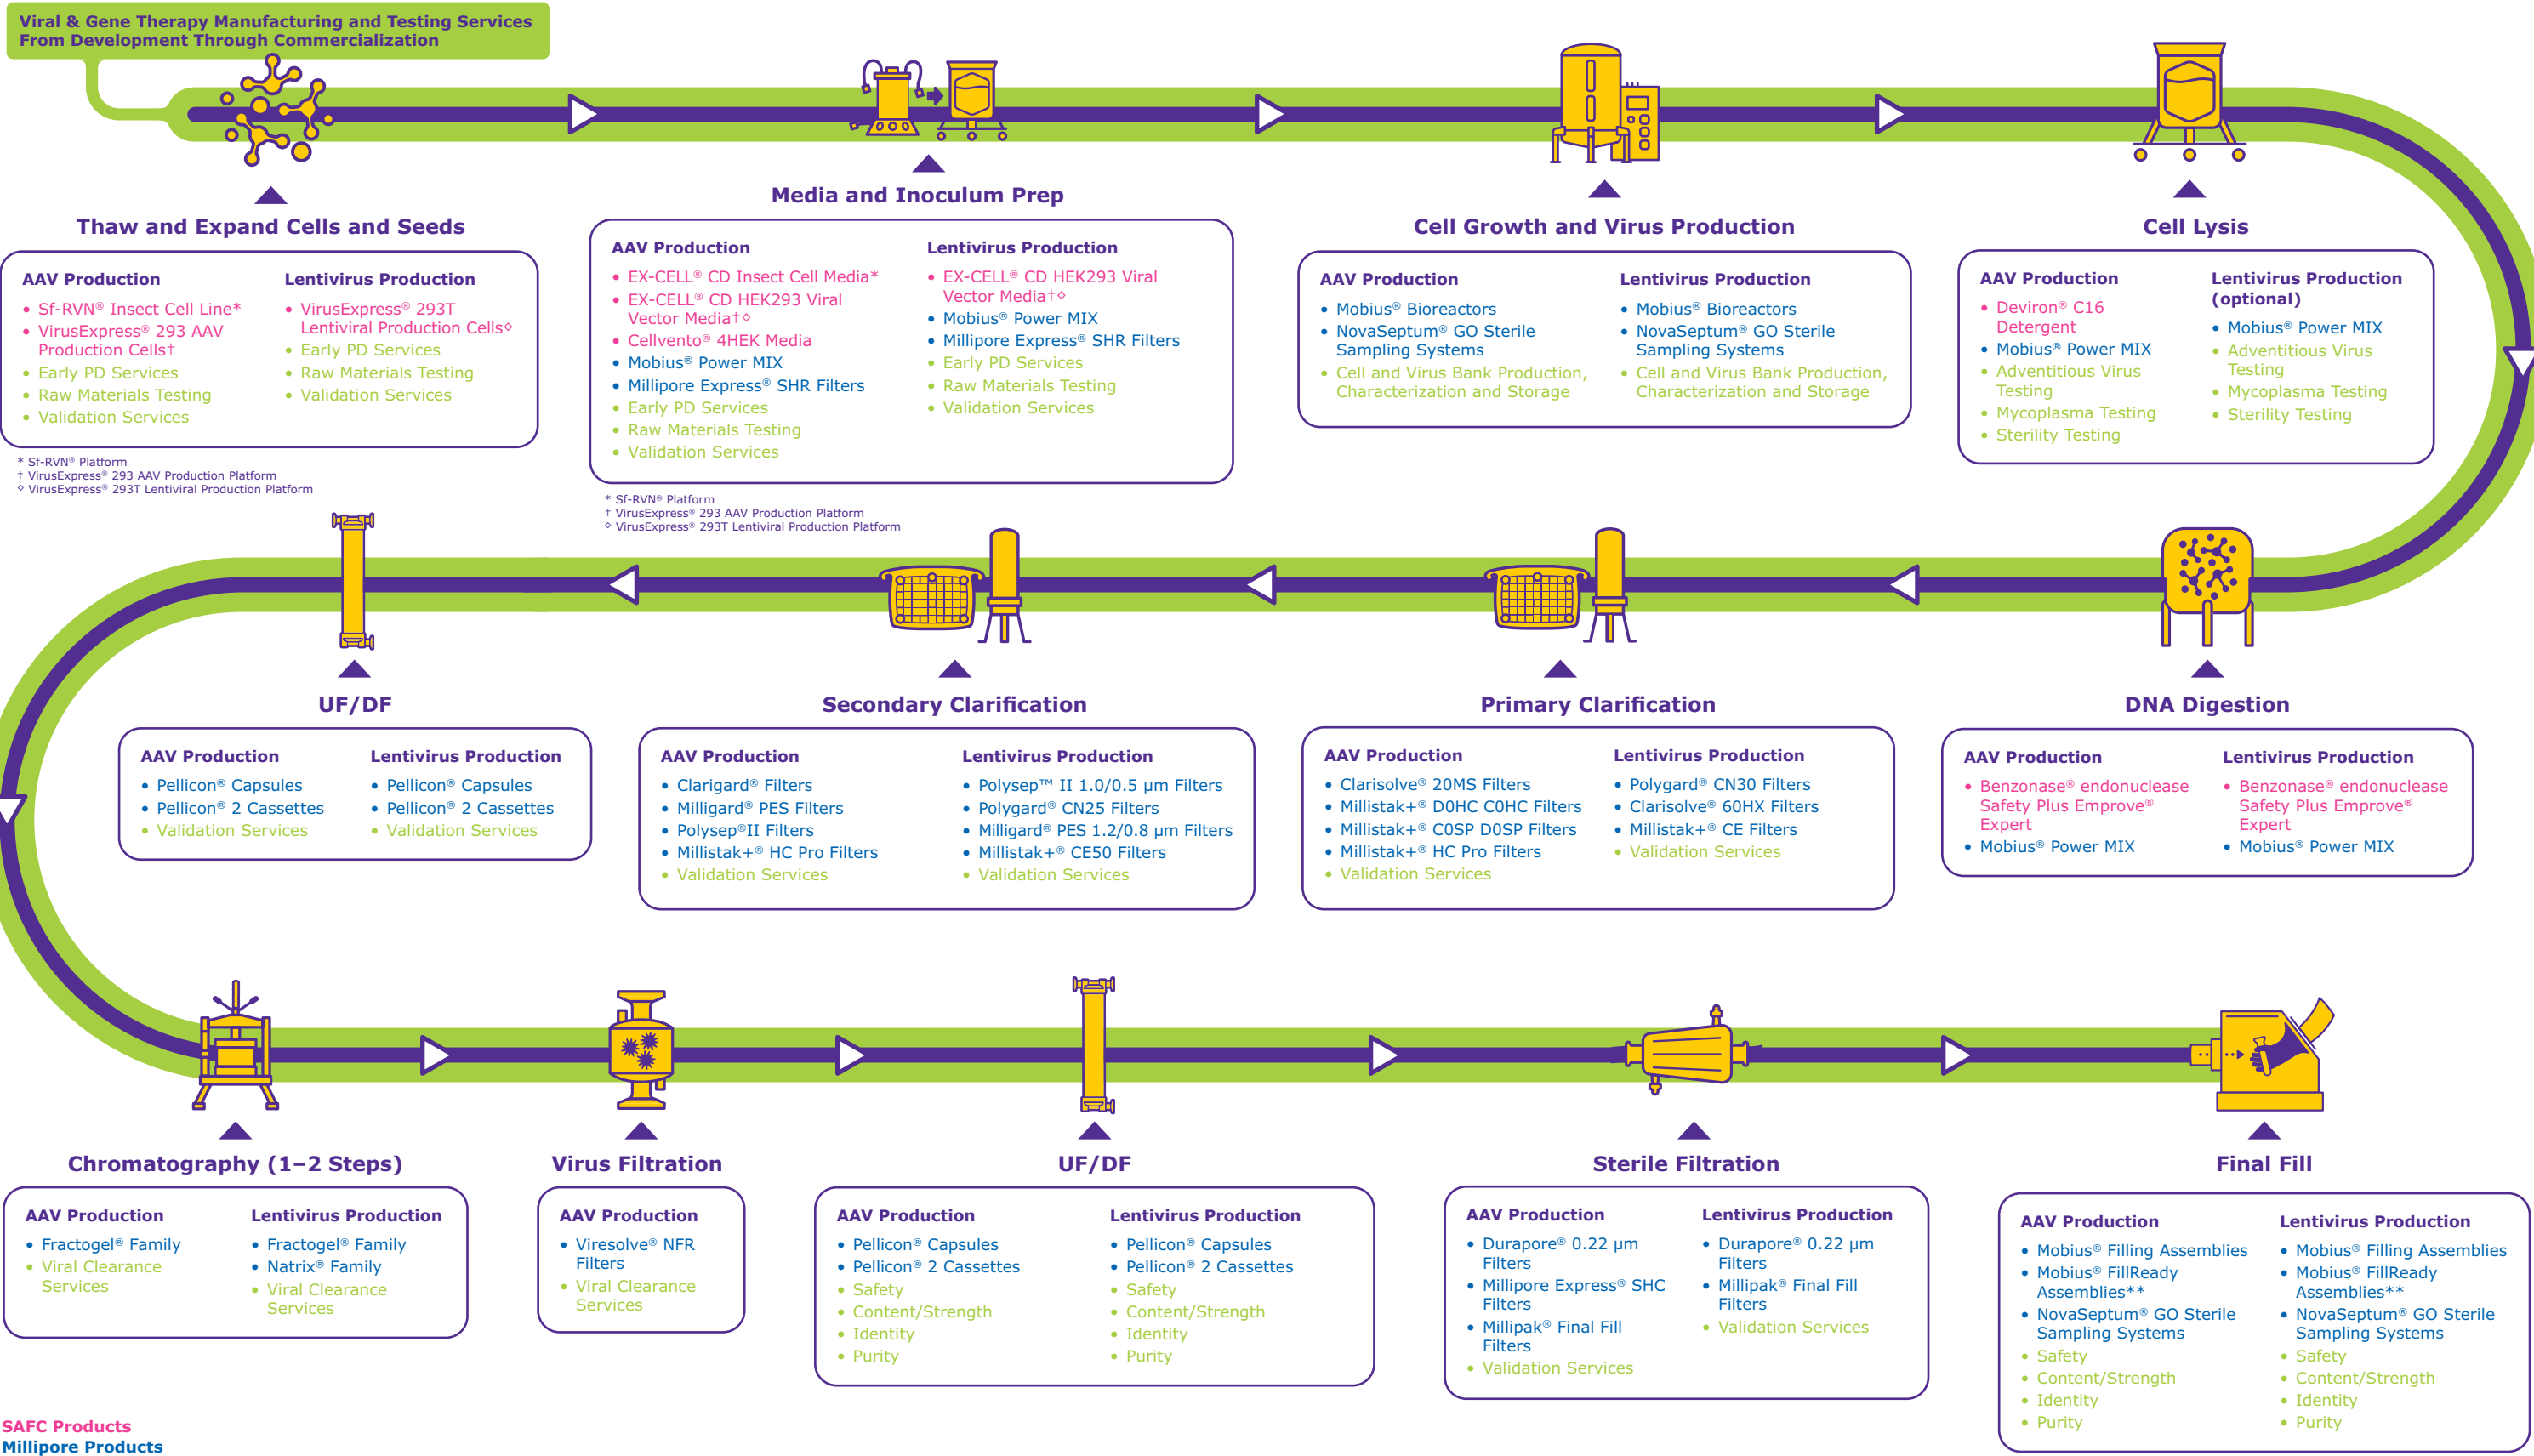 Viral & Gene Therapy Manufacturing and Testing Services
From Development Through Commercialization
Thaw and Expand Cells and Seeds
AAV Production
• Sf-RVN® Insect Cell Line*
• VirusExpress® 293 AAV
Production Cells†
• Early PD Services
• Raw Materials Testing
• Validation Services
Lentivirus Production
• VirusExpress® 293T
Lentiviral Production Cells◊
• Early PD Services
• Raw Materials Testing
• Validation Services
* Sf-RVN® Platform
† VirusExpress® 293 AAV Production Platform
◊ VirusExpress® 293T Lentiviral Production Platform
Media and Inoculum Prep
AAV Production
• EX-CELL® CD Insect Cell Media*
• EX-CELL® CD HEK293 Viral
Vector Media†◊
• Cellvento® 4HEK Media
• Mobius® Power MIX
• Millipore Express® SHR Filters
• Early PD Services
• Raw Materials Testing
• Validation Services
Lentivirus Production
• EX-CELL® CD HEK293 Viral
Vector Media†◊
• Mobius® Power MIX
• Millipore Express® SHR Filters
• Early PD Services
• Raw Materials Testing
• Validation Services
* Sf-RVN® Platform
† VirusExpress® 293 AAV Production Platform
◊ VirusExpress® 293T Lentiviral Production Platform
Cell Growth and Virus Production
AAV Production
• Mobius® Bioreactors
• NovaSeptum® GO Sterile
Sampling Systems
• Cell and Virus Bank Production,
Characterization and Storage
Lentivirus Production
• Mobius® Bioreactors
• NovaSeptum® GO Sterile
Sampling Systems
• Cell and Virus Bank Production,
Characterization and Storage
Cell Lysis
AAV Production
• Deviron® C16
Detergent
• Mobius® Power MIX
• Adventitious Virus
Testing
• Mycoplasma Testing
• Sterility Testing
Lentivirus Production
(optional)
• Mobius® Power MIX
• Adventitious Virus
Testing
• Mycoplasma Testing
• Sterility Testing
UF/DF
AAV Production
• Pellicon® Capsules
• Pellicon® 2 Cassettes
• Validation Services
Lentivirus Production
• Pellicon® Capsules
• Pellicon® 2 Cassettes
• Validation Services
Secondary Clarification
AAV Production
• Clarigard® Filters
• Milligard® PES Filters
• Polysep®II Filters
• Millistak+® HC Pro Filters
• Validation Services
Lentivirus Production
• Polysep™ II 1.0/0.5 µm Filters
• Polygard® CN25 Filters
• Milligard® PES 1.2/0.8 µm Filters
• Millistak+® CE50 Filters
• Validation Services
Primary Clarification
AAV Production
• Clarisolve® 20MS Filters
• Millistak+® D0HC C0HC Filters
• Millistak+® C0SP D0SP Filters
• Millistak+® HC Pro Filters
• Validation Services
Lentivirus Production
• Polygard® CN30 Filters
• Clarisolve® 60HX Filters
• Millistak+® CE Filters
• Validation Services
DNA Digestion
AAV Production
• Benzonase® endonuclease
Safety Plus Emprove®
Expert
• Mobius® Power MIX
Lentivirus Production
• Benzonase® endonuclease
Safety Plus Emprove®
Expert
• Mobius® Power MIX
Chromatography (1–2 Steps)
AAV Production
• Fractogel® Family
• Viral Clearance
Services
Lentivirus Production
• Fractogel® Family
• Natrix® Family
• Viral Clearance
Services
Virus Filtration
AAV Production
• Viresolve® NFR
Filters
• Viral Clearance
Services
UF/DF
AAV Production
• Pellicon® Capsules
• Pellicon® 2 Cassettes
• Safety
• Content/Strength
• Identity
• Purity
Lentivirus Production
• Pellicon® Capsules
• Pellicon® 2 Cassettes
• Safety
• Content/Strength
• Identity
• Purity
Sterile Filtration
AAV Production
• Durapore® 0.22 µm
Filters
• Millipore Express® SHC
Filters
• Millipak® Final Fill
Filters
• Validation Services
Lentivirus Production
• Durapore® 0.22 µm
Filters
• Millipak® Final Fill
Filters
• Validation Services
Final Fill
AAV Production
• Mobius® Filling Assemblies
• Mobius® FillReady
Assemblies**
• NovaSeptum® GO Sterile
Sampling Systems
• Safety
• Content/Strength
• Identity
• Purity
Lentivirus Production
• Mobius® Filling Assemblies
• Mobius® FillReady
Assemblies**
• NovaSeptum® GO Sterile
Sampling Systems
• Safety
• Content/Strength
• Identity
• Purity
SAFC Products
Millipore Products